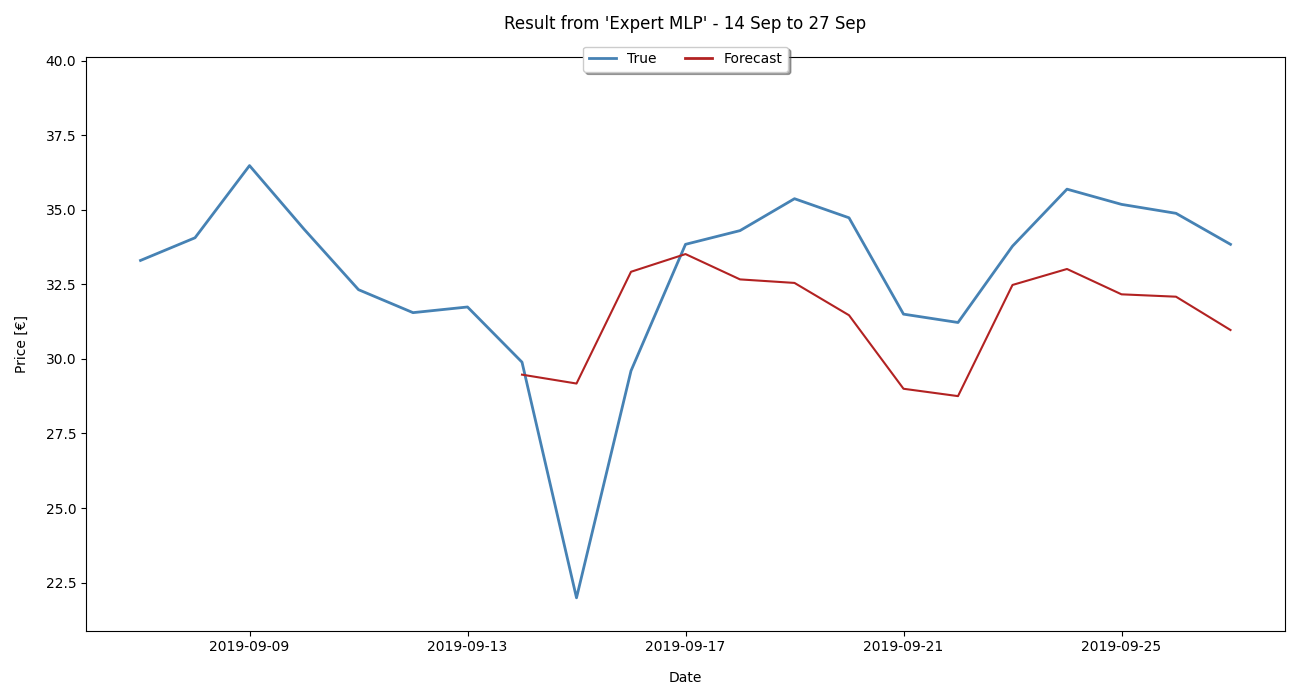 Result from 'Expert MLP' - 14 Sep to 27 Sep
True Forecast
40.0
37.5
35.0
32.5
30.0
27.5
25.0
22.5
Price [€]
2019-09-09 2019-09-13 2019-09-17 2019-09-21 2019-09-25
Date